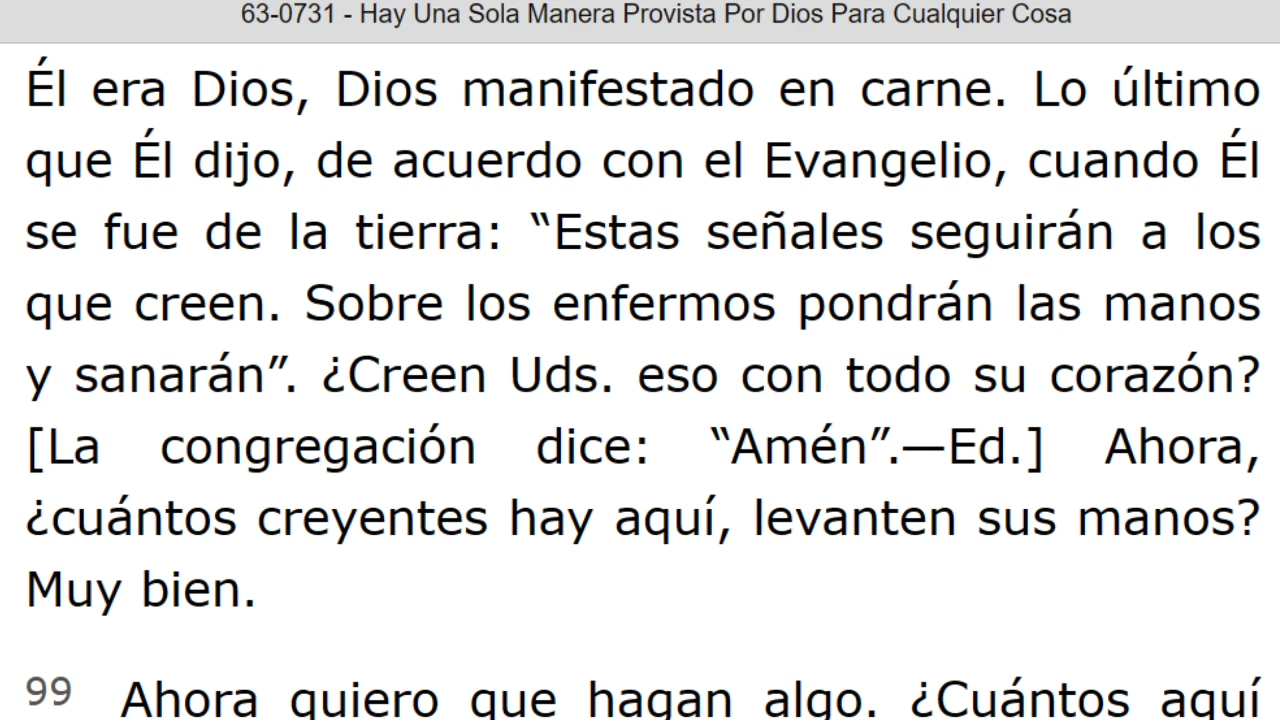 63-0731 - Hay Una Sola Manera Provista Por Dios Para Cualquier Cosa
Él era Dios, Dios manifestado en carne. Lo último
que Él dijo, de acuerdo con el Evangelio, cuando Él
se fue de la tierra: “Estas señales seguirán a los
que creen. Sobre los enfermos pondrán las manos
y sanarán”. ¿Creen Uds. eso con todo su corazón?
[La congregación dice: “Amén”.—Ed.] Ahora,
¿cuántos creyentes hay aquí, levanten sus manos?
Muy bien.
99 Ahora quiero que hagan algo. ¿Cuántos aquí